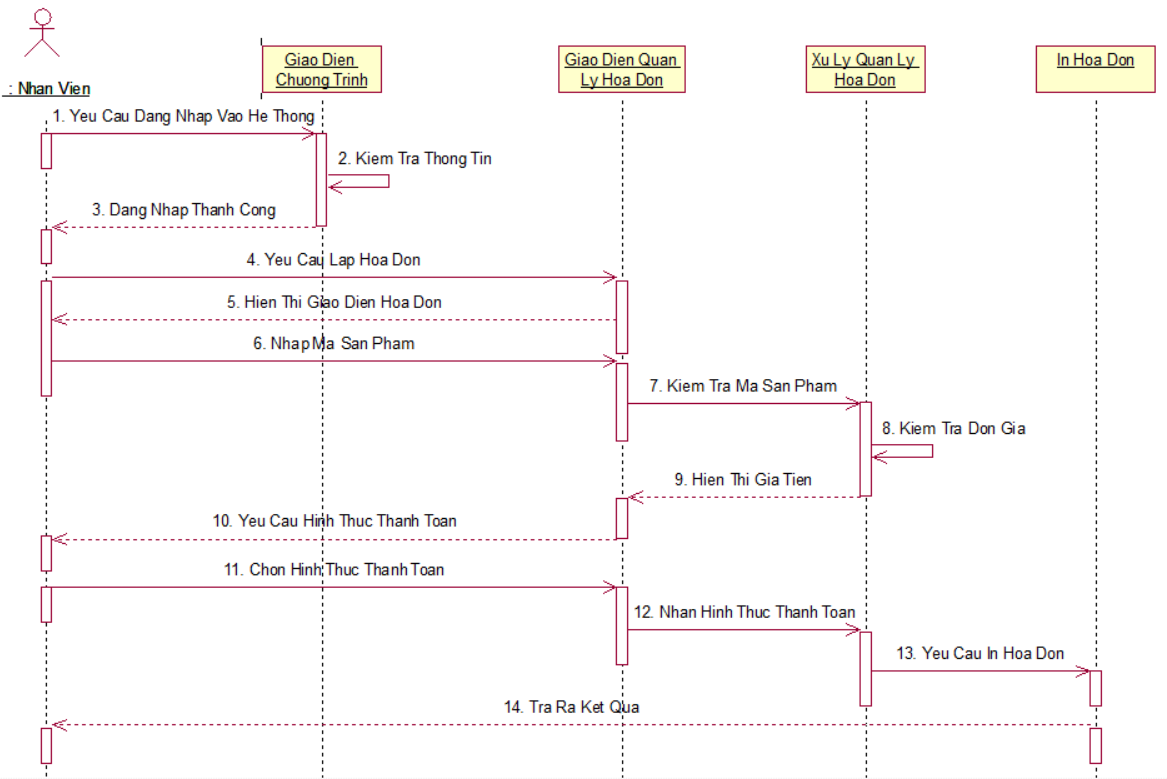 Giao Dien
Chuong Trinh
Giao Dien Quan
Ly Hoa Don
Xu Ly Quan Ly
Hoa Don
In Hoa Don
: Nhan Vien
1. Yeu Cau Dang Nhap Vao He Thong
2. Kiem Tra Thong Tin
3. Dang Nhap Thanh Cong
4. Yeu Cau Lap Hoa Don
5. Hien Thi Giao Dien Hoa Don
6. Nhap Ma San Pham
7. Kiem Tra Ma San Pham
8. Kiem Tra Don Gia
9. Hien Thi Gia Tien
10. Yeu Cau Hinh Thuc Thanh Toan
11. Chon Hinh Thuc Thanh Toan
12. Nhan Hinh Thuc Thanh Toan
13. Yeu Cau In Hoa Don
14. Tra Ra Ket Qua